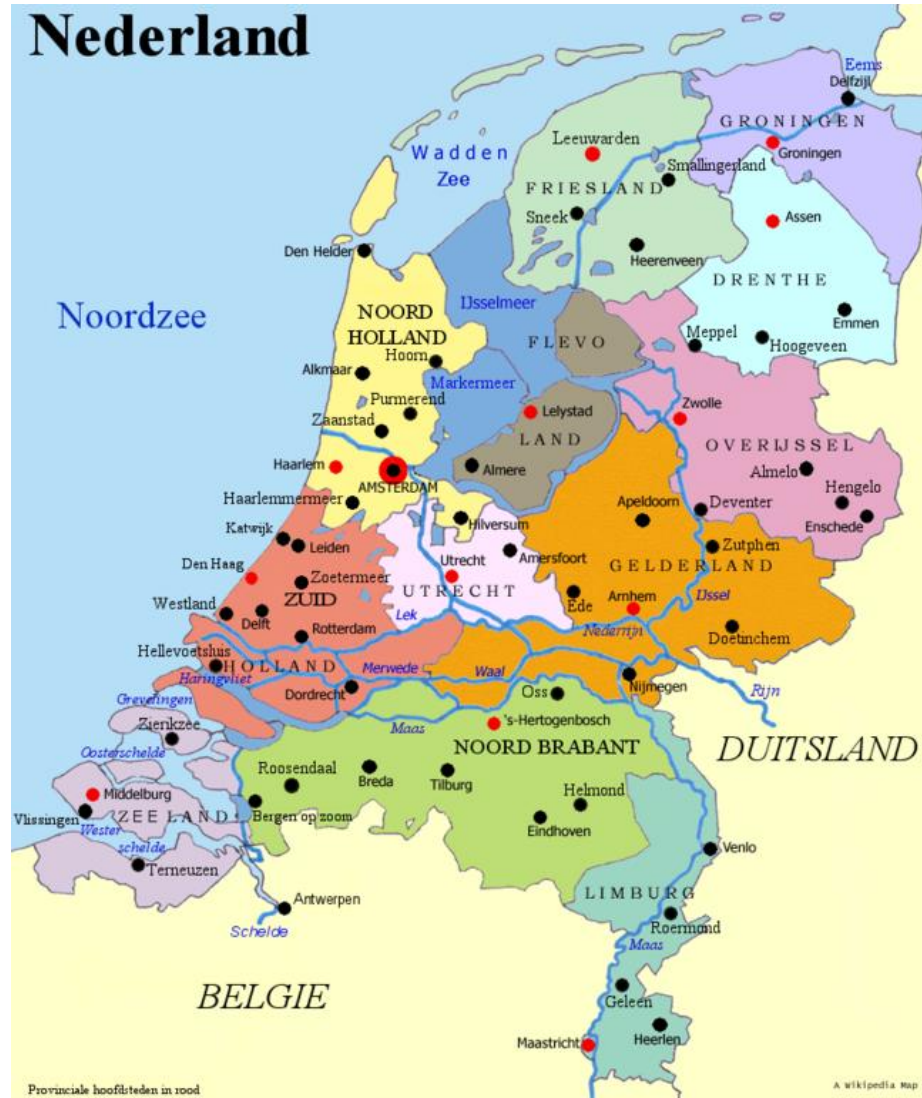 Nederland
Eems
Delfzijl
GRONINGEN
Groningen
Wadden
Zee
Leeuwarden
Smallingerland
FRIESLAND
Sneek
Assen
Heerenveen
Den Helder
DRENTHE
Noordzee
NOORD
HOLLAND
IJsselmeer
Emmen
Hoorn
FLEVO
Meppel
Hoogeveen
Alkmaar
Markermeer
Purmerend
Zwolle
Lelystad
Zaanstad
LAND
OVERIJSSEL
Haarlem
Almere
Almelo
AMSTERDAM
Hengelo
Haarlemmermeer
Apeldoorn
Deventer
Hilversum
Enschede
Katwijk
Leiden
Amersfoort
Zutphen
Den Haag
Utrecht
GELDERLAND
Zoetermeer
UTRECHT
ZUID
Ede
Arnhem
IJssel
Westland
Delft
Lek
Rotterdam
Nederrijn
Doetinchem
Hellevoetsluis
HOLLAND
Merwede
Waal
Haringvliet
Nijmegen
Rijn
Dordrecht
Oss
Grevelingen
Maas
's-Hertogenbosch
Zierikzee
NOORD BRABANT
DUITSLAND
Oosterschelde
Roosendaal
Breda
Tilburg
Middelburg
Helmond
Vlissingen
ZEELAND
Bergen op zoom
Wester
schelde
Eindhoven
Venlo
Terneuzen
LIMBURG
Antwerpen
Roermond
Schelde
Maas
BELGIE
Geleen
Heerlen
Maastricht
Provinciale hoofdsteden in rood
A Wikipedia Map